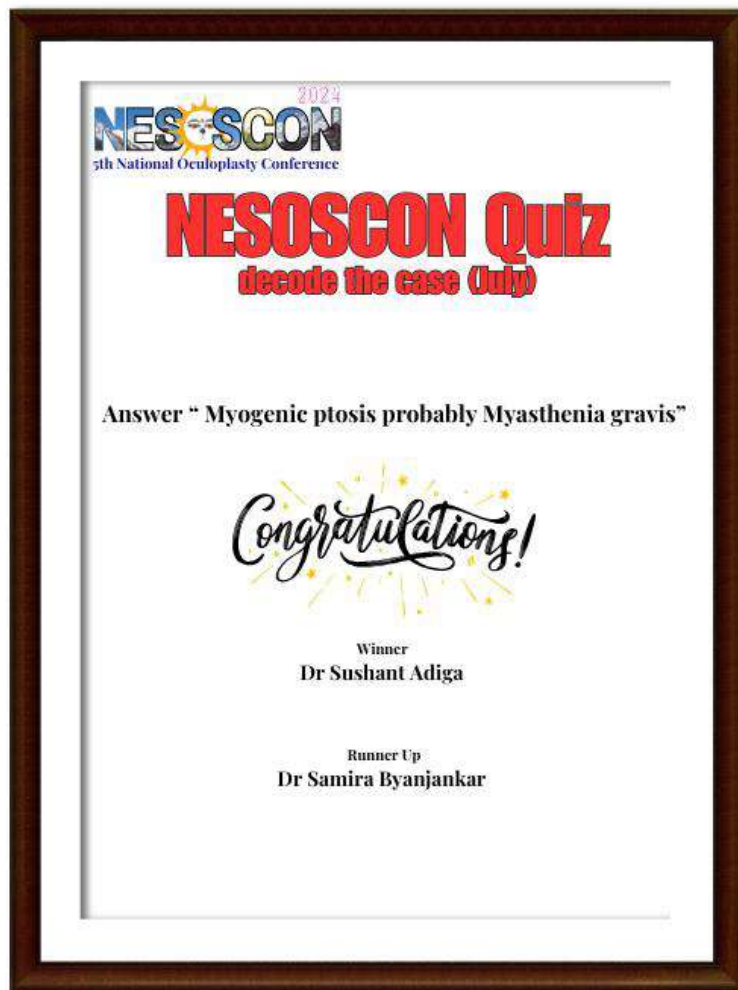 2024
NESOSCON
5th National Oculoplasty Conference
NESOSCON Quiz
decode the case (July)
Answer “ Myogenic ptosis probably Myasthenia gravis”
Congratulations!
Winner
Dr Sushant Adiga
Runner Up
Dr Samira Byanjankar